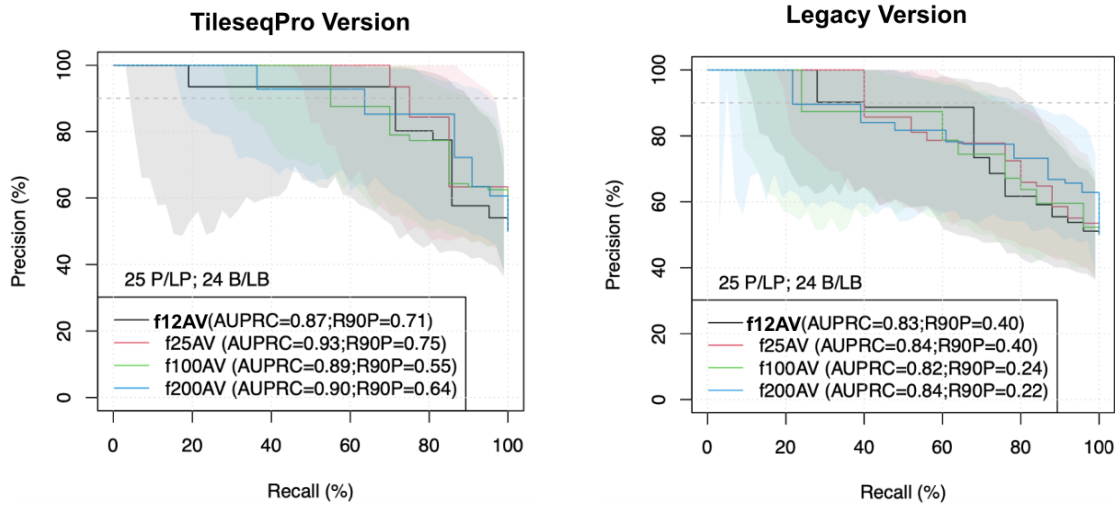 TileseqPro Version
Precision (%)
100
80
60
40
20
0
25 P/LP; 24 B/LB
f12AV(AUPRC=0.87;R90P=0.71)
f25AV (AUPRC=0.93;R90P=0.75)
f100AV (AUPRC=0.89;R90P=0.55)
f200AV (AUPRC=0.90;R90P=0.64)
0 20 40 60 80 100
Recall (%)
Legacy Version
Precision (%)
100
80
60
40
20
0
25 P/LP; 24 B/LB
f12AV(AUPRC=0.83;R90P=0.40)
f25AV (AUPRC=0.84;R90P=0.40)
f100AV (AUPRC=0.82;R90P=0.24)
f200AV (AUPRC=0.84;R90P=0.22)
0 20 40 60 80 100
Recall (%)